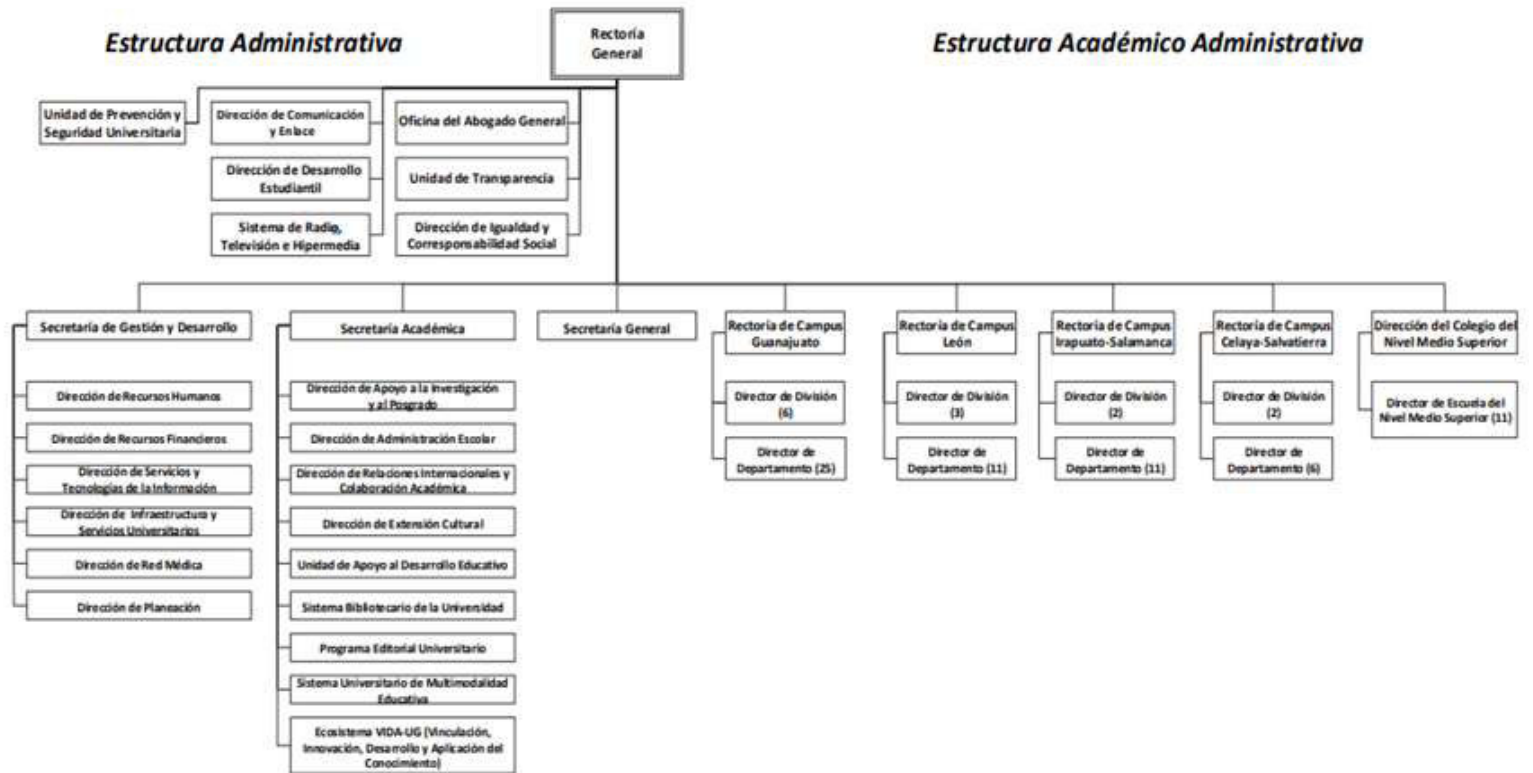 Estructura Administrativa
Rectoría
General
Estructura Académico Administrativa
Unidad de Prevención y
Seguridad Universitaria
Dirección de Comunicación
y Enlace
Oficina del Abogado General
Dirección de Desarrollo
Estudiantil
Unidad de Transparencia
Sistema de Radio,
Televisión e Hipermedia
Dirección de Igualdad y
Corresponsabilidad Social
Secretaría de Gestión y Desarrollo
Dirección de Recursos Humanos
Dirección de Recursos Financieros
Dirección de Servicios y
Tecnologías de la Información
Dirección de Infraestructura y
Servicios Universitarios
Dirección de Red Médica
Dirección de Planeación
Secretaría Académica
Dirección de Apoyo a la Investigación
y al Posgrado
Dirección de Administración Escolar
Dirección de Relaciones Internacionales y
Colaboración Académica
Dirección de Extensión Cultural
Unidad de Apoyo al Desarrollo Educativo
Sistema Bibliotecario de la Universidad
Programa Editorial Universitario
Sistema Universitario de Multimodalidad
Educativa
Ecosistema VIDA-UG (Vinculación,
Innovación, Desarrollo y Aplicación del
Conocimiento)
Secretaría General
Rectoría de Campus
Guanajuato
Director de División
(6)
Director de
Departamento (25)
Rectoría de Campus
León
Director de División
(3)
Director de
Departamento (11)
Rectoría de Campus
Irapuato-Salamanca
Director de División
(2)
Director de
Departamento (11)
Rectoría de Campus
Celaya-Salvatierra
Director de División
(2)
Director de
Departamento (6)
Dirección del Colegio del
Nivel Medio Superior
Director de Escuela del
Nivel Medio Superior (11)